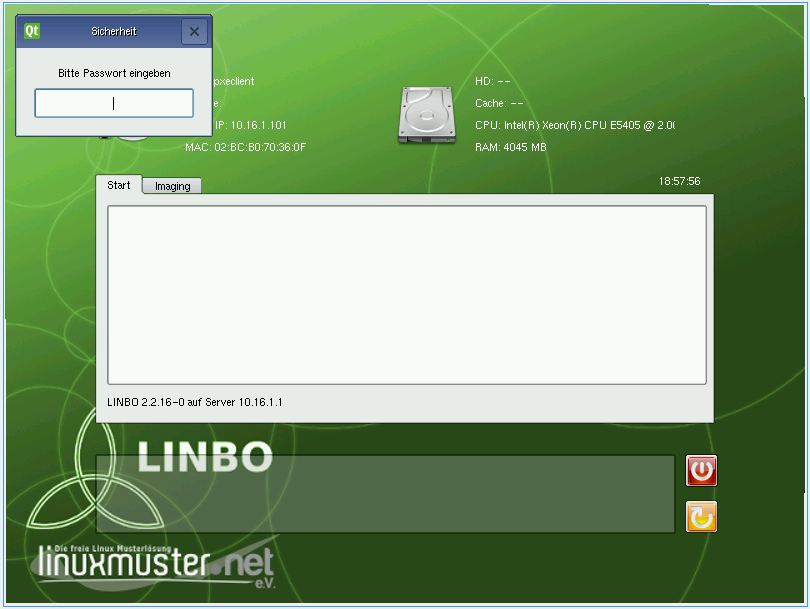 Qt Sicherheit
Bitte Passwort eingeben
pxeclient
e:
IP: 10.16.1.101
MAC: 02:BC:B0:70:36:0F
HD: --
Cache: --
CPU: Intel(R) Xeon(R) CPU E5405 @ 2.00
RAM: 4045 MB
Start Imaging
18:57:56
LINBO 2.2.16-0 auf Server 10.16.1.1
LINBO
Die freie Linux Musterlösung
linuxmuster.net
e.V.